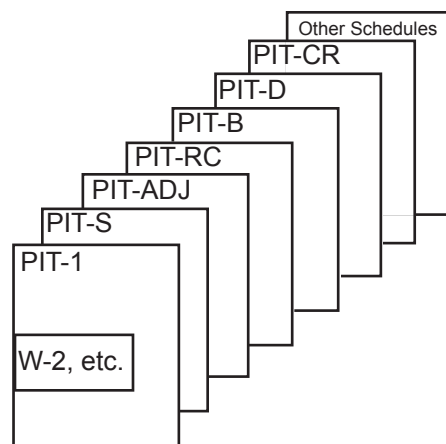 Other Schedules
PIT-CR
PIT-D
PIT-B
PIT-RC
PIT-ADJ
PIT-S
PIT-1
W-2, etc.